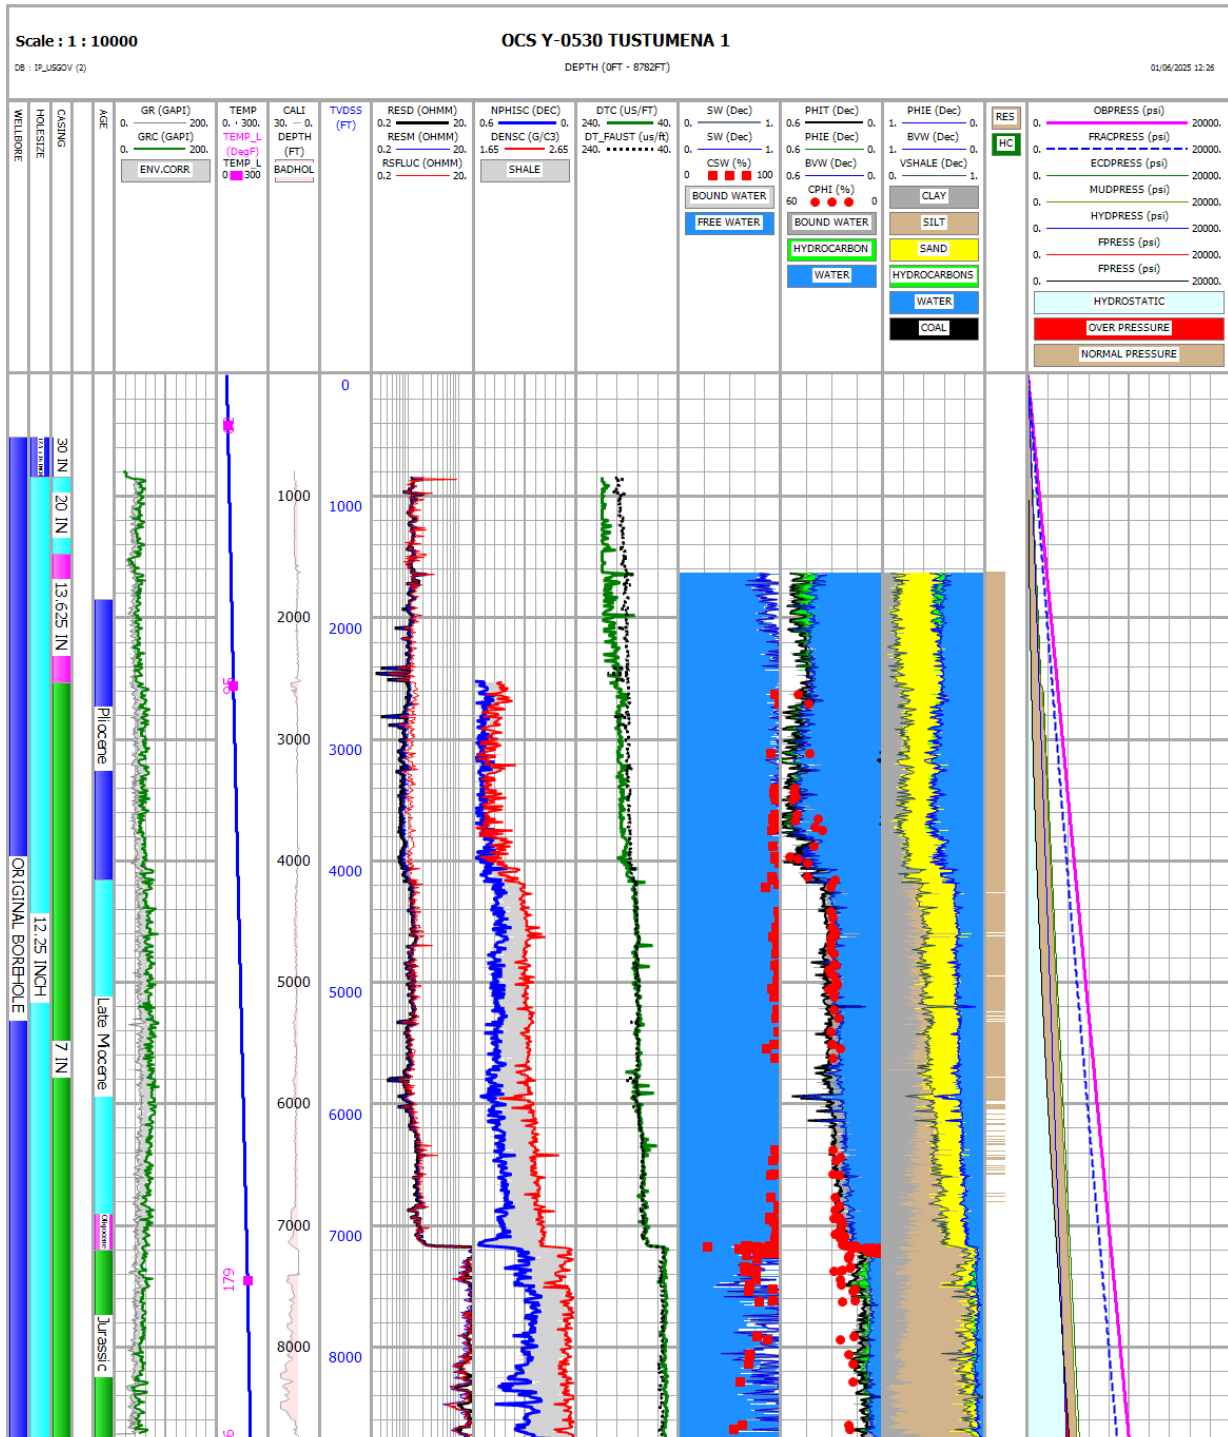 Scale : 1 : 10000
OCS Y-0530 TUSTUMENA 1
DB : IP_USGOV (2)
DEPTH (0FT - 8782FT)
01/06/2025 12:26
WELLBORE
HOLESIZE
CASING
AGE
GR (GAPI)
0. 200.
GRC (GAPI)
0. 200.
ENV.CORR
TEMP
0. 300.
TEMP_L
(DegF)
TEMP_L
0 300
CALI
30. 0.
DEPTH
(FT)
BADHOL
TVDSS
(FT)
RESD (OHMM)
0.2 20.
RESM (OHMM)
0.2 20.
RSFLUC (OHMM)
0.2 20.
NPHISC (DEC)
0.6 0.
DENSC (G/C3)
1.65 2.65
SHALE
DTC (US/FT)
240. 40.
DT_FAUST (us/ft)
240. 40.
SW (Dec)
0. 1.
SW (Dec)
0. 1.
CSW (%)
0 100
BOUND WATER
FREE WATER
PHIT (Dec)
0.6 0.
PHIE (Dec)
0.6 0.
BVW (Dec)
0.6 0.
CPHI (%)
60 0
BOUND WATER
HYDROCARBON
WATER
PHIE (Dec)
1. 0.
BVW (Dec)
1. 0.
VSHALE (Dec)
0. 1.
CLAY
SILT
SAND
HYDROCARBONS
WATER
COAL
RES
HC
OBPRESS (psi)
0. 20000.
FRACPRESS (psi)
0. 20000.
ECDPRESS (psi)
0. 20000.
MUDPRESS (psi)
0. 20000.
HYDPRESS (psi)
0. 20000.
FPRESS (psi)
0. 20000.
FPRESS (psi)
0. 20000.
HYDROSTATIC
OVER PRESSURE
NORMAL PRESSURE
ORIGINAL BOREHOLE
12.25 INCH
30 IN
20 IN
13.625 IN
7 IN
Pliocene
Late Miocene
Oligocene
Jurassic
95
179
1000
2000
3000
4000
5000
6000
7000
8000
0
1000
2000
3000
4000
5000
6000
7000
8000